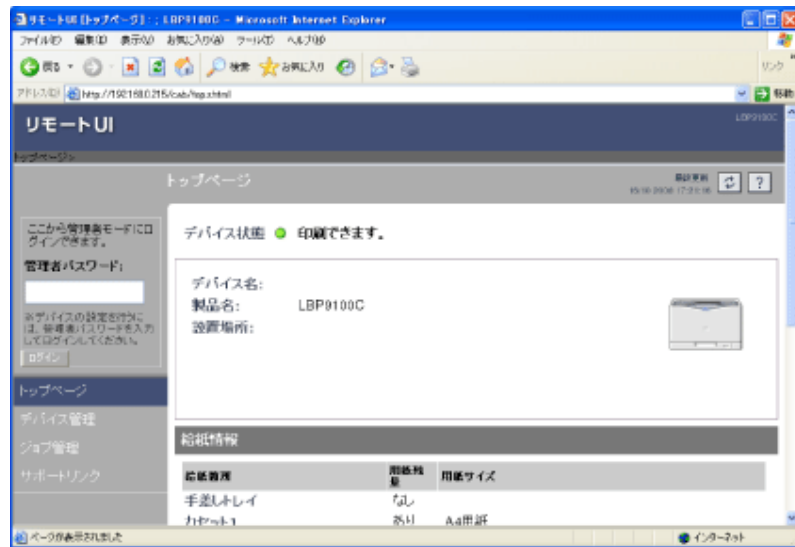 リモートUI [トップページ] : ; LBP9100C - Microsoft Internet Explorer
ファイル(F) 編集(E) 表示(V) お気に入り(A) ツール(T) ヘルプ(H)
戻る 検索 お気に入り リンク
アドレス(D) 移動
リモートUI
LBP9100C
トップページ>
トップページ
最終更新
?
ここから管理者モードにロ
グインできます。
管理者パスワード:
※デバイスの設定を行うに
は、管理者パスワードを入力
してログインしてください。
ログイン
トップページ
デバイス管理
ジョブ管理
サポートリンク
デバイス状態 印刷できます。
デバイス名:
製品名: LBP9100C
設置場所:
給紙情報
給紙段 用紙残量 用紙サイズ
手差しトレイ なし
カセット1 あり A4用紙
ページが表示されました インターネット